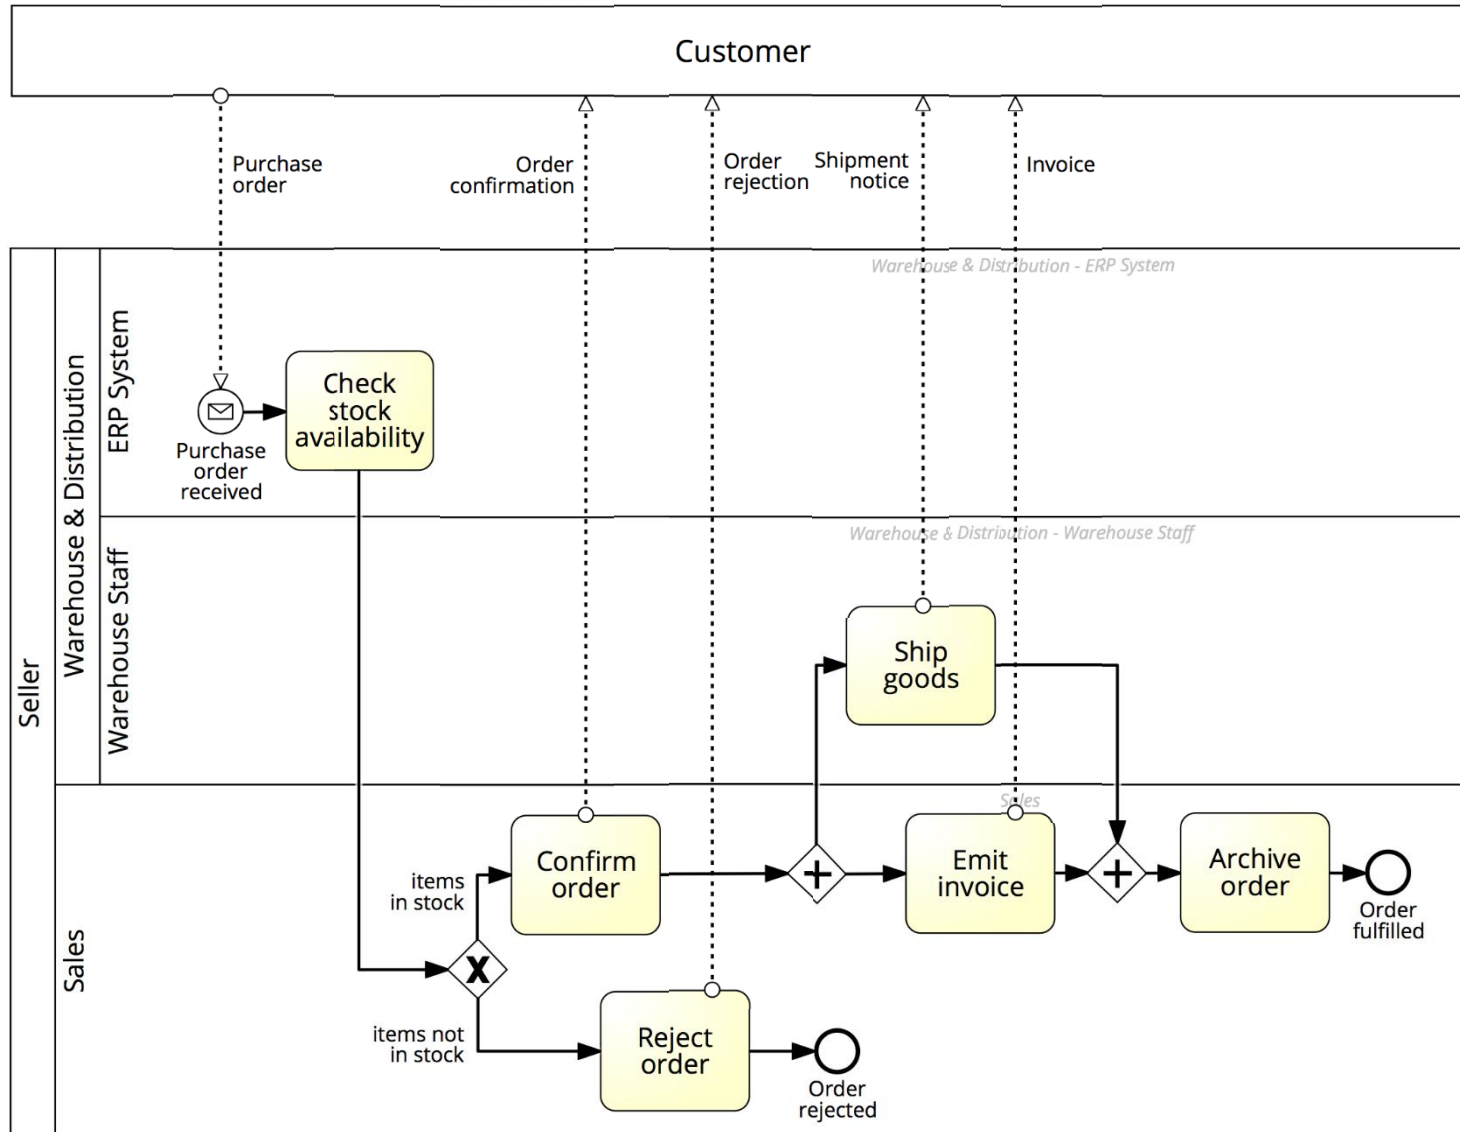 Customer
Purchase
order
Order
confirmation
Order
rejection
Shipment
notice
Invoice
Seller
Warehouse & Distribution
ERP System
Warehouse & Distribution - ERP System
Purchase
order
received
Check
stock
availability
Warehouse Staff
Warehouse & Distribution - Warehouse Staff
Ship
goods
Sales
Sales
items
in stock
X
items not
in stock
Confirm
order
Reject
order
Order
rejected
Emit
invoice
Archive
order
Order
fulfilled